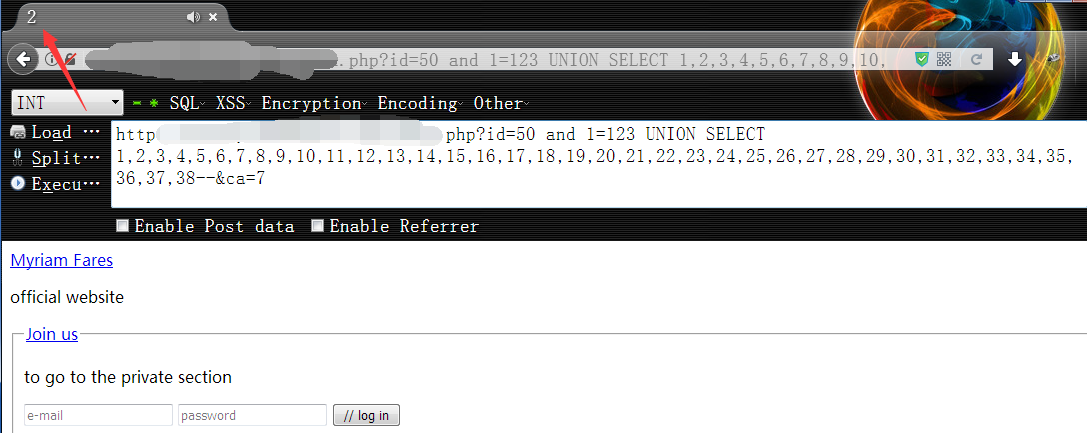 2
.php?id=50 and 1=123 UNION SELECT 1,2,3,4,5,6,7,8,9,10,
INT SQL XSS Encryption Encoding Other
Load ···
Split···
Execu···
http
.php?id=50 and 1=123 UNION SELECT
1,2,3,4,5,6,7,8,9,10,11,12,13,14,15,16,17,18,19,20,21,22,23,24,25,26,27,28,29,30,31,32,33,34,35,
36,37,38--&ca=7
Enable Post data Enable Referrer
Myriam Fares
official website
Join us
to go to the private section
e-mail password // log in